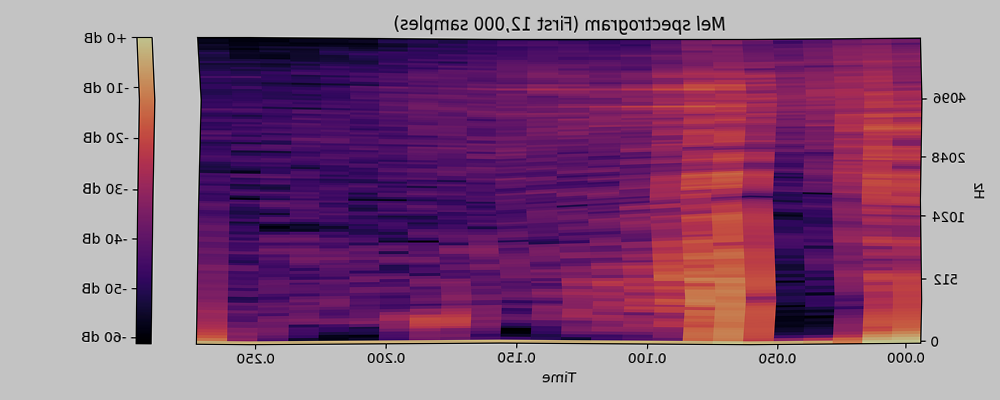 Mel spectrogram (First 12,000 samples)
4096
2048
1024
512
0
Hz
0.000
0.050
0.100
0.150
0.200
0.250
Time
+0 dB
-10 dB
-20 dB
-30 dB
-40 dB
-50 dB
-60 dB